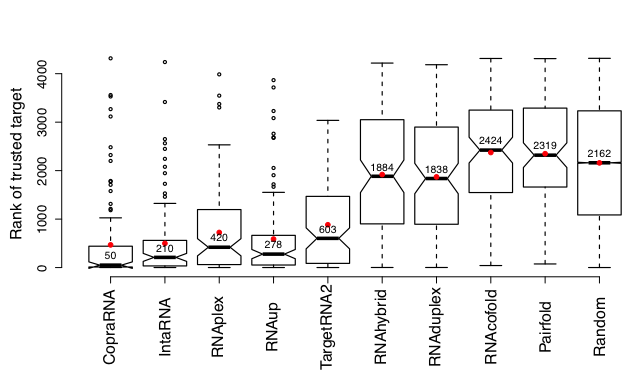 Rank of trusted target
4000
3000
2000
1000
0
50
210
420
278
603
1884
1838
2424
2319
2162
CopraRNA
IntaRNA
RNAplex
RNAup
TargetRNA2
RNAhybrid
RNAduplex
RNAcofold
Pairfold
Random